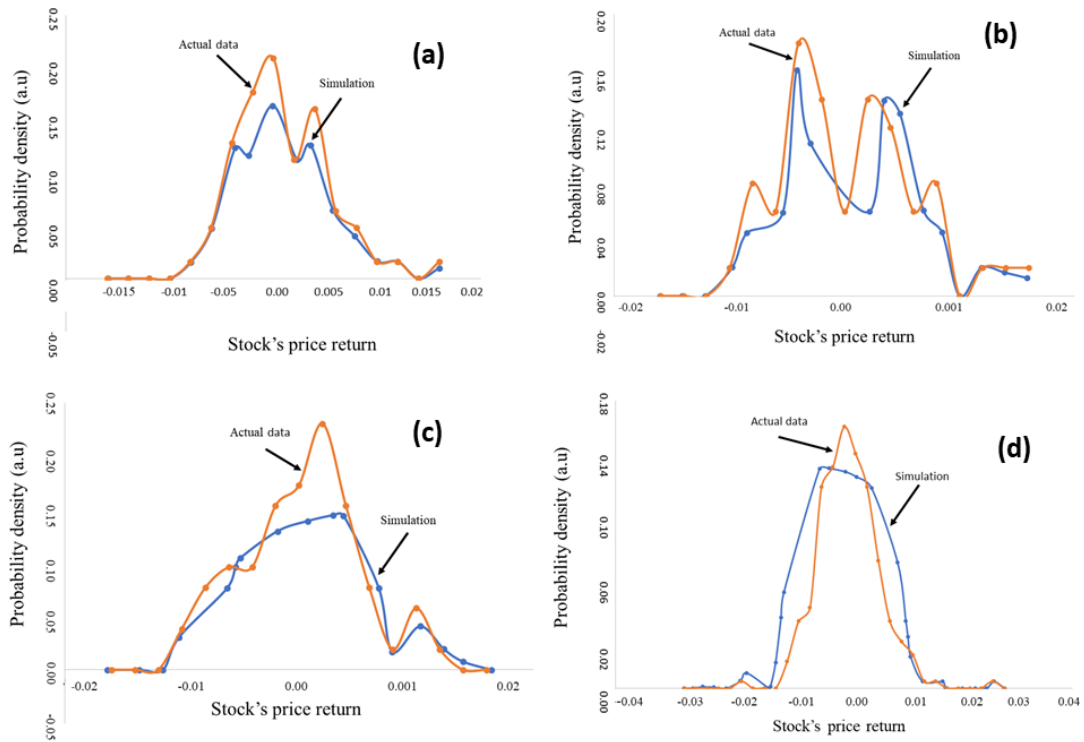 (a)
Probability density (a.u)
0.25
0.20
0.15
0.10
0.05
0.00
-0.05
Actual data
Simulation
-0.015 -0.01 -0.05 0.00 0.005 0.01 0.015 0.02
Stock's price return
(b)
Probability density (a.u)
0.20
0.16
0.12
0.08
0.04
0.00
-0.02
Actual data
Simulation
-0.02 -0.01 0.00 0.001 0.02
Stock's price return
(c)
Probability density (a.u)
0.25
0.20
0.15
0.10
0.05
0.00
-0.05
Actual data
Simulation
-0.02 -0.01 0.00 0.001 0.02
Stock's price return
(d)
Probability density (a.u)
0.18
0.14
0.10
0.06
0.02
0.00
Actual data
Simulation
-0.04 -0.03 -0.02 -0.01 0.00 0.01 0.02 0.03 0.04
Stock's price return